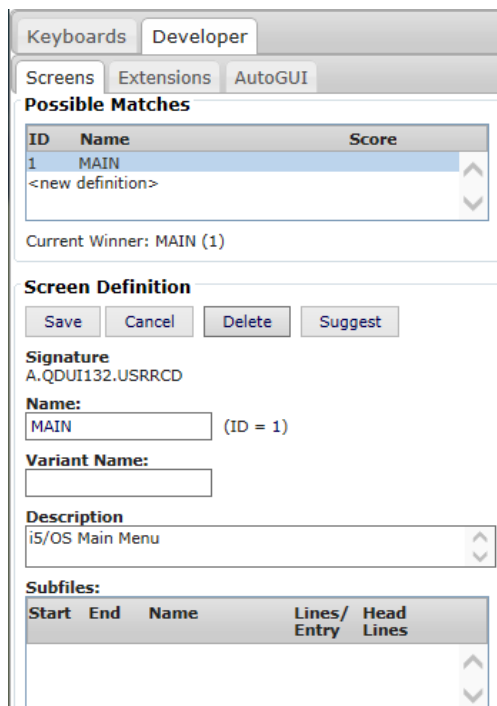 Keyboards Developer
Screens Extensions AutoGUI
Possible Matches
ID Name Score
1 MAIN
<new definition>
Current Winner: MAIN (1)
Screen Definition
Save Cancel Delete Suggest
Signature
A.QDUI132.USRRCD
Name:
MAIN (ID = 1)
Variant Name:
Description
i5/OS Main Menu
Subfiles:
Start End Name Lines/ Head
Entry Lines